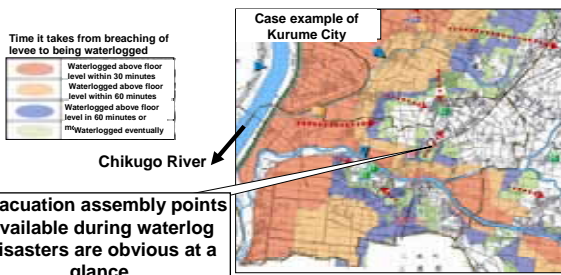 Case example of
Kurume City
Time it takes from breaching of
levee to being waterlogged
Waterlogged above floor
level within 30 minutes
Waterlogged above floor
level within 60 minutes
Waterlogged above floor
level in 60 minutes or
Waterlogged eventually
Chikugo River
acuation assembly points
vailable during waterlog
isasters are obvious at a
glance